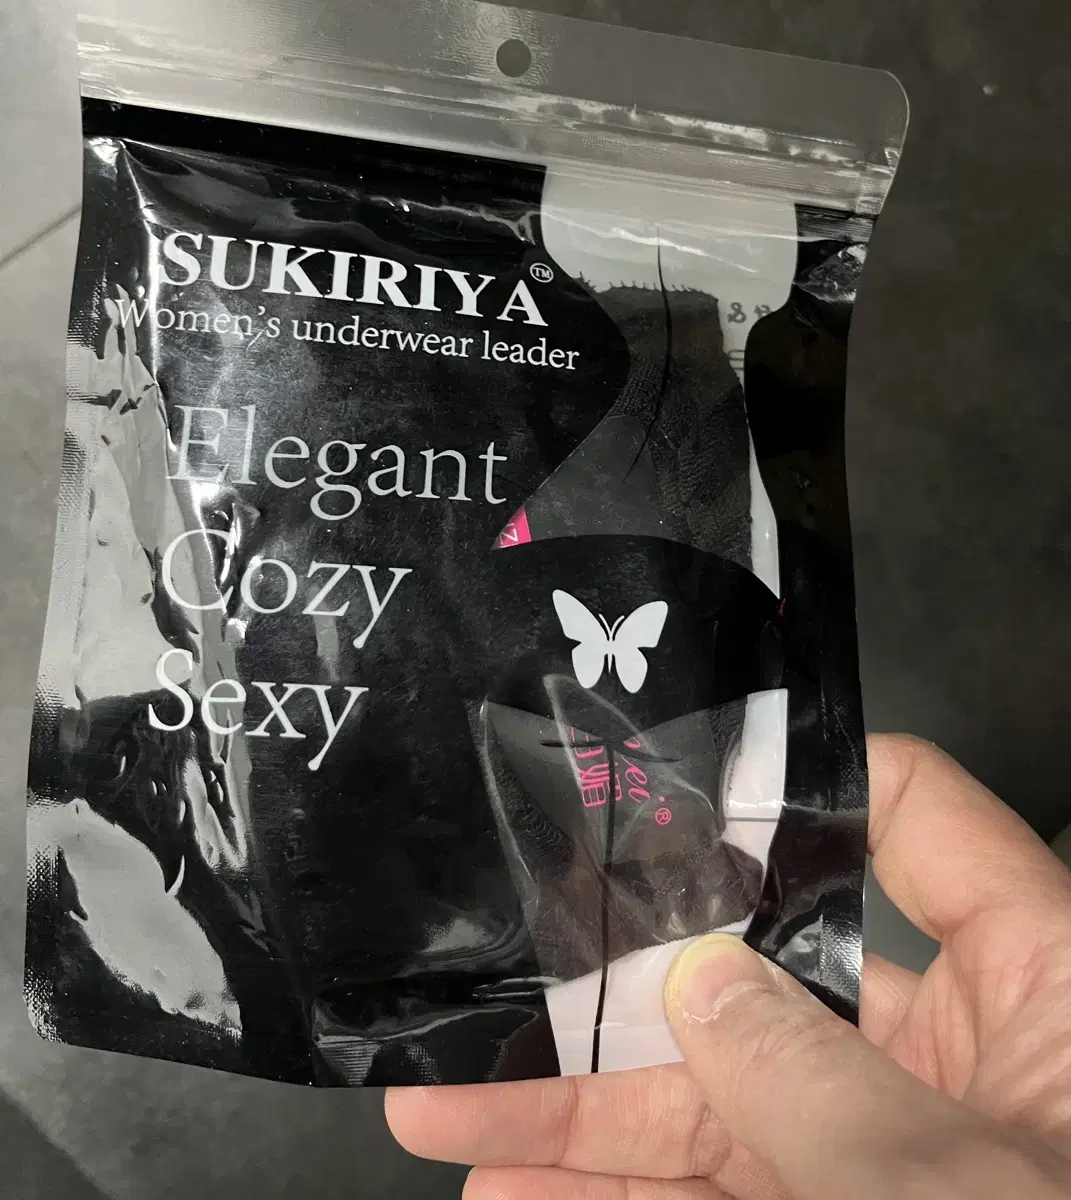 SUKIRIYA™
Women's underwear leader
Elegant
Cozy
Sexy